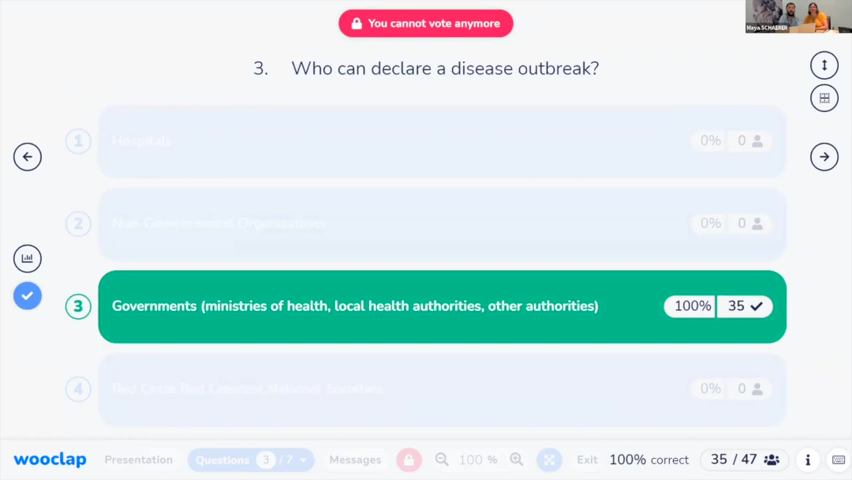 You cannot vote anymore
Maya SCHAERER
3. Who can declare a disease outbreak?
1 Hospitals 0% 0
2 Non Governmental Organizations 0% 0
3 Governments (ministries of health, local health authorities, other authorities) 100% 35
4 Red Cross Red Crescent National Societies 0% 0
wooclap Presentation Questions 3 / 7 Messages 100 % Exit 100% correct 35 / 47